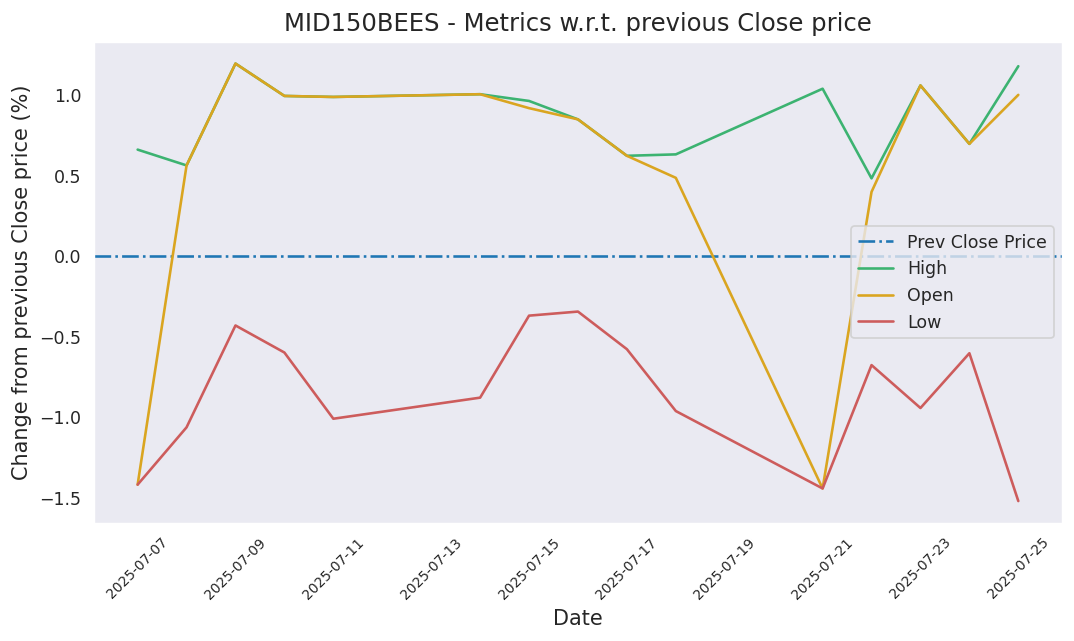 MID150BEES - Metrics w.r.t. previous Close price
Change from previous Close price (%)
1.0
0.5
0.0
−0.5
−1.0
−1.5
Prev Close Price
High
Open
Low
2025-07-07
2025-07-09
2025-07-11
2025-07-13
2025-07-15
2025-07-17
2025-07-19
2025-07-21
2025-07-23
2025-07-25
Date